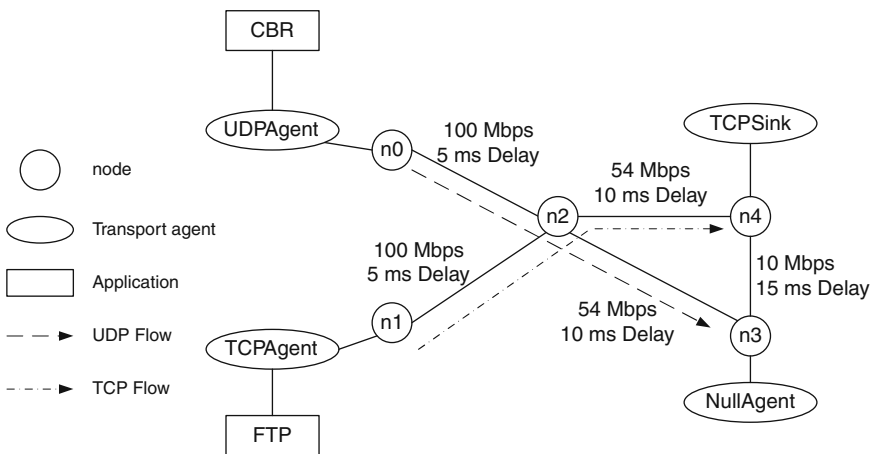 CBR
UDPAgent
n0
100 Mbps
5 ms Delay
TCPSink
node
54 Mbps
10 ms Delay
n2
n4
Transport agent
100 Mbps
5 ms Delay
10 Mbps
15 ms Delay
Application
54 Mbps
10 ms Delay
n1
n3
UDP Flow
TCPAgent
TCP Flow
NullAgent
FTP